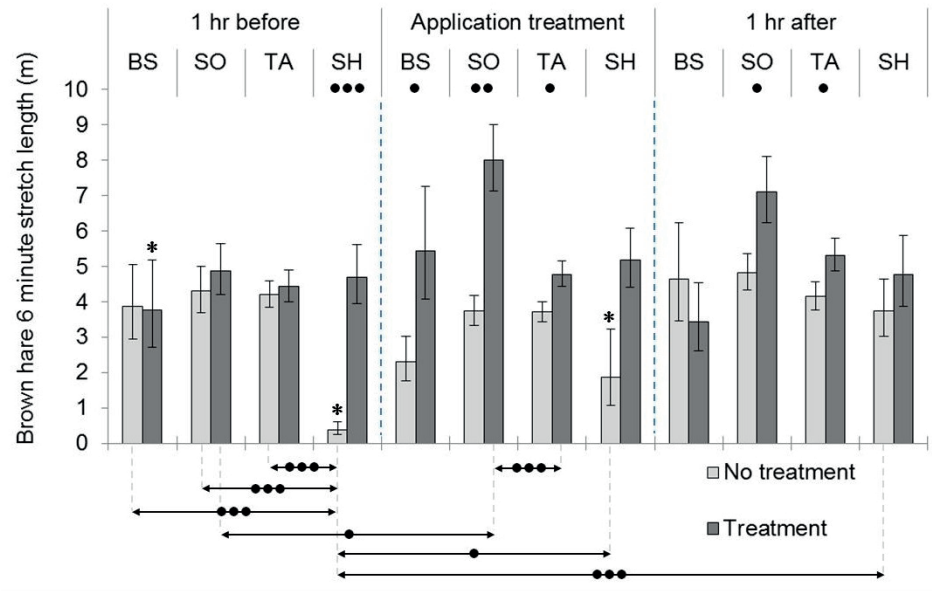 1 hr before Application treatment 1 hr after
BS SO TA SH BS SO TA SH BS SO TA SH
●●● ● ●● ● ● ●
Brown hare 6 minute stretch length (m)
10
9
8
7
6
5
4
3
2
1
0
* * *
No treatment
Treatment